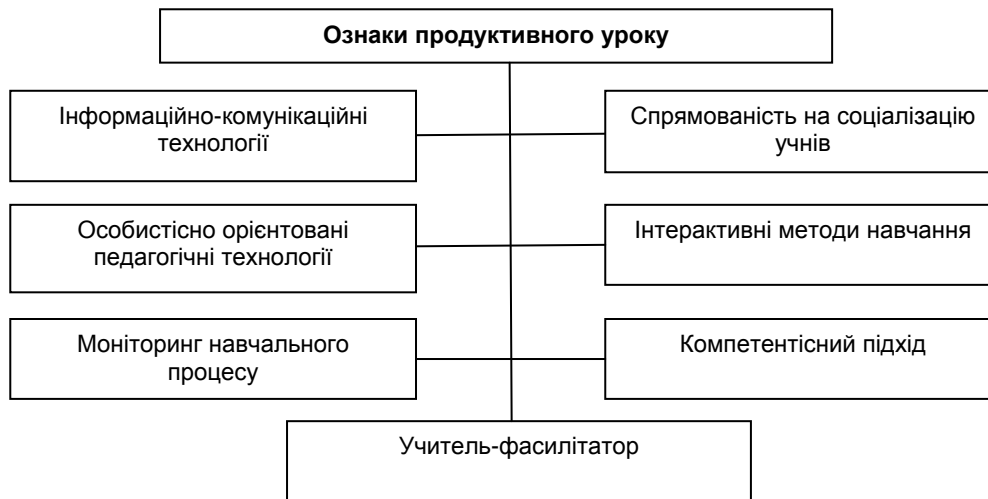 Ознаки продуктивного уроку
Інформаційно-комунікаційні
технології
Спрямованість на соціалізацію
учнів
Особистісно орієнтовані
педагогічні технології
Інтерактивні методи навчання
Моніторинг навчального
процесу
Компетентісний підхід
Учитель-фасилітатор